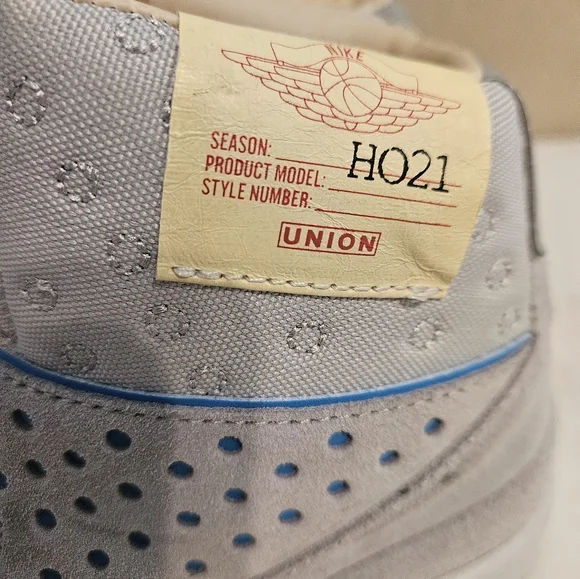 NIKE
SEASON:
PRODUCT MODEL: HO21
STYLE NUMBER:
UNION